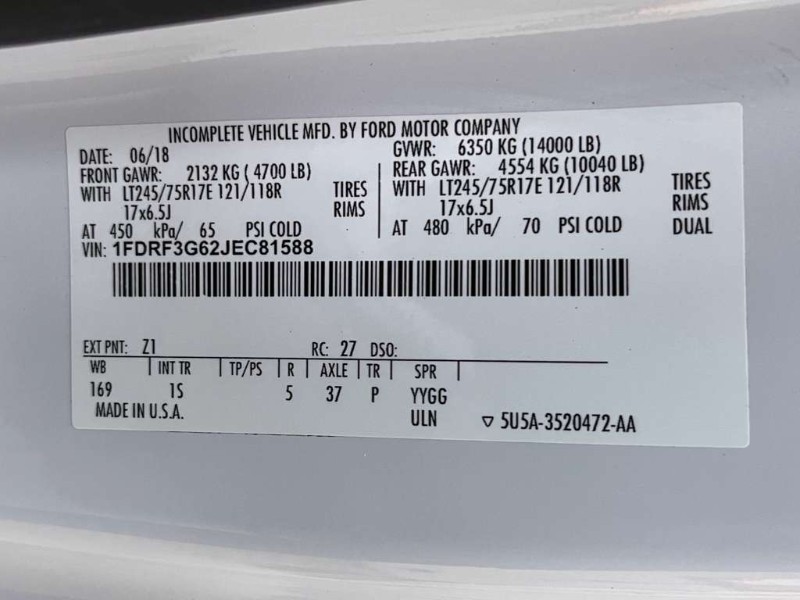 INCOMPLETE VEHICLE MFD. BY FORD MOTOR COMPANY
DATE: 06/18 GVWR: 6350 KG (14000 LB)
FRONT GAWR: 2132 KG (4700 LB) REAR GAWR: 4554 KG (10040 LB)
WITH LT245/75R17E 121/118R TIRES WITH LT245/75R17E 121/118R TIRES
17x6.5J RIMS 17x6.5J RIMS
AT 450 kPa/ 65 PSI COLD AT 480 kPa/ 70 PSI COLD DUAL
VIN: 1FDRF3G62JEC81588
EXT PNT: Z1 RC: 27 DSO:
WB INT TR TP/PS R AXLE TR SPR
169 1S 5 37 P YYGG
MADE IN U.S.A. ULN ▽ 5U5A-3520472-AA